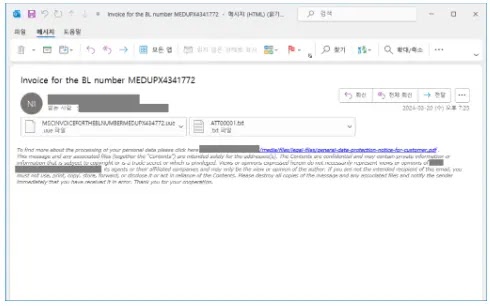 Invoice for the BL number MEDUPX4341772 - 메시지 (HTML) (읽기...
검색
파일 메시지 도움말
모든 앱
찾기
확대/축소
Invoice for the BL number MEDUPX4341772
NI
받는 사람
회신
전체 회신
전달
2024-03-20 (수)
MSCINVOICEFORTHEBLNUMBERMEDUPX4344772.uue
.uue 파일
ATT00001.txt
.txt 파일
To find more about the processing of your personal data please click here
/media/files/legal-files/general-data-protection-notice-for-customer.pdf
This message and any associated files (together the "Contents") are intended solely for the addressee(s). The Contents are confidential and may contain private information or
information that is subject to copyright or is a trade secret or which is privileged. Views or opinions expressed herein do not necessarily represent views or opinions of
its agents or their affiliated companies and may only be the view or opinion of the author. If you are not the intended recipient of this email, you
must not use, print, copy, store, forward, or disclose it or act in reliance of the Contents. Please destroy all copies of the message and any associated files and notify the sender
immediately that you have received it in error. Thank you for your cooperation.